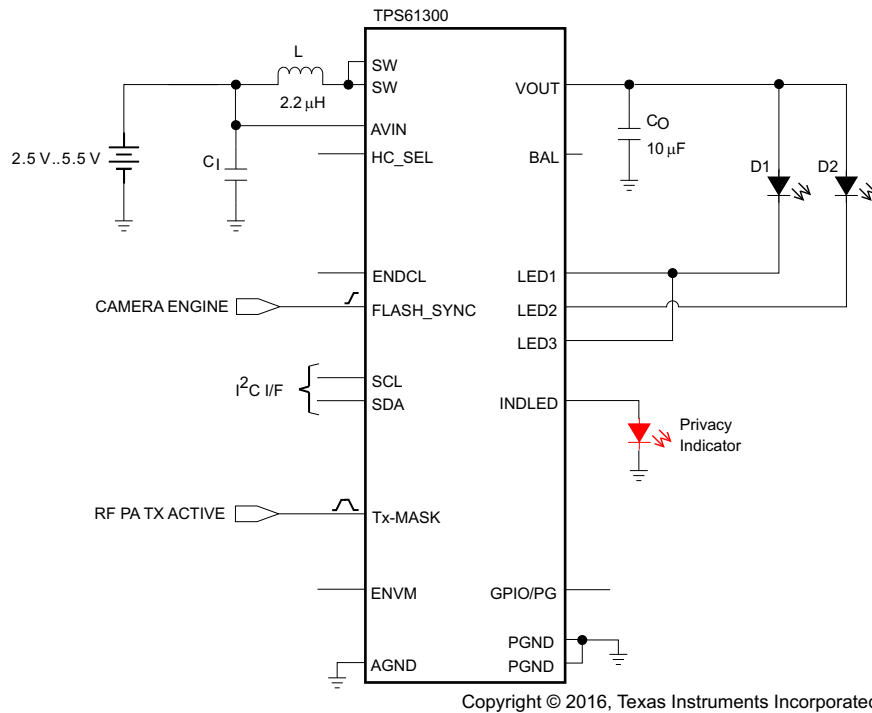 TPS61300
L
SW
SW
2.2 μH
VOUT
AVIN
CO
10 μF
2.5 V..5.5 V
HC_SEL
CI
BAL
D1
D2
ENDCL
LED1
CAMERA ENGINE
FLASH_SYNC
LED2
LED3
I2C I/F
SCL
SDA
INDLED
Privacy
Indicator
RF PA TX ACTIVE
Tx-MASK
ENVM
GPIO/PG
PGND
AGND
PGND
Copyright © 2016, Texas Instruments Incorporated